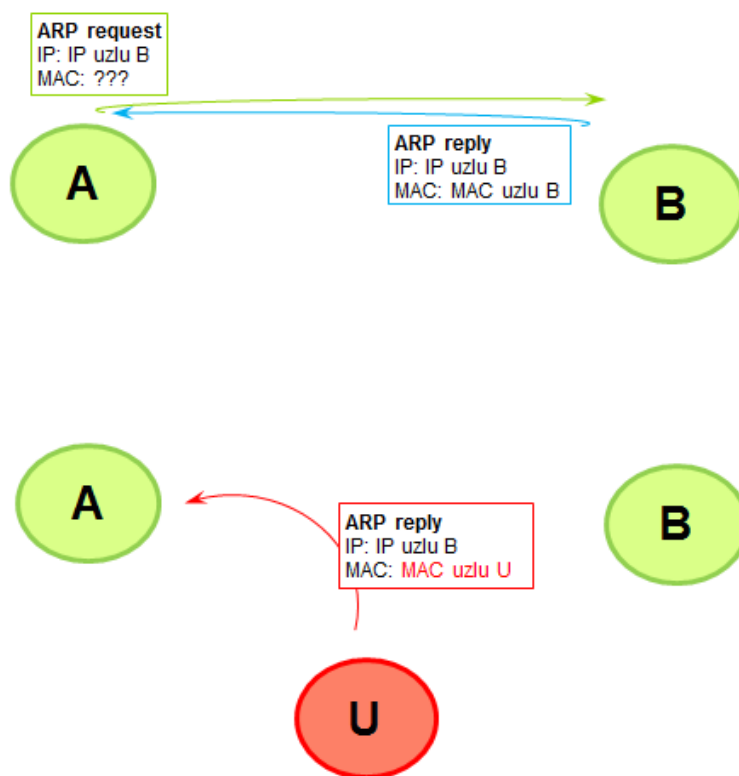 ARP request
IP: IP uzlu B
MAC: ???
ARP reply
IP: IP uzlu B
MAC: MAC uzlu B
A
B
A
B
ARP reply
IP: IP uzlu B
MAC: MAC uzlu U
U